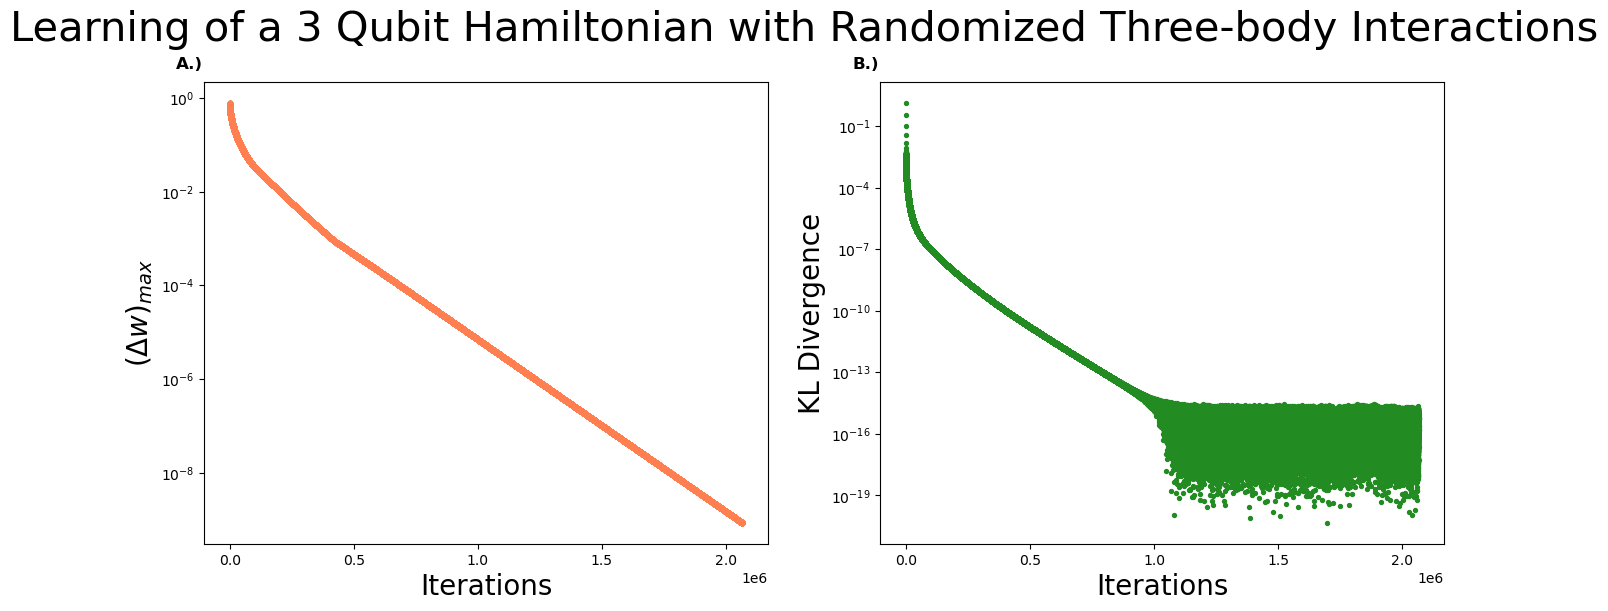 Learning of a 3 Qubit Hamiltonian with Randomized Three-body Interactions
A.)
(Δw)max
10⁰
10⁻²
10⁻⁴
10⁻⁶
10⁻⁸
0.0 0.5 1.0 1.5 2.0
1e6
Iterations
B.)
KL Divergence
10⁻¹
10⁻⁴
10⁻⁷
10⁻¹⁰
10⁻¹³
10⁻¹⁶
10⁻¹⁹
0.0 0.5 1.0 1.5 2.0
1e6
Iterations